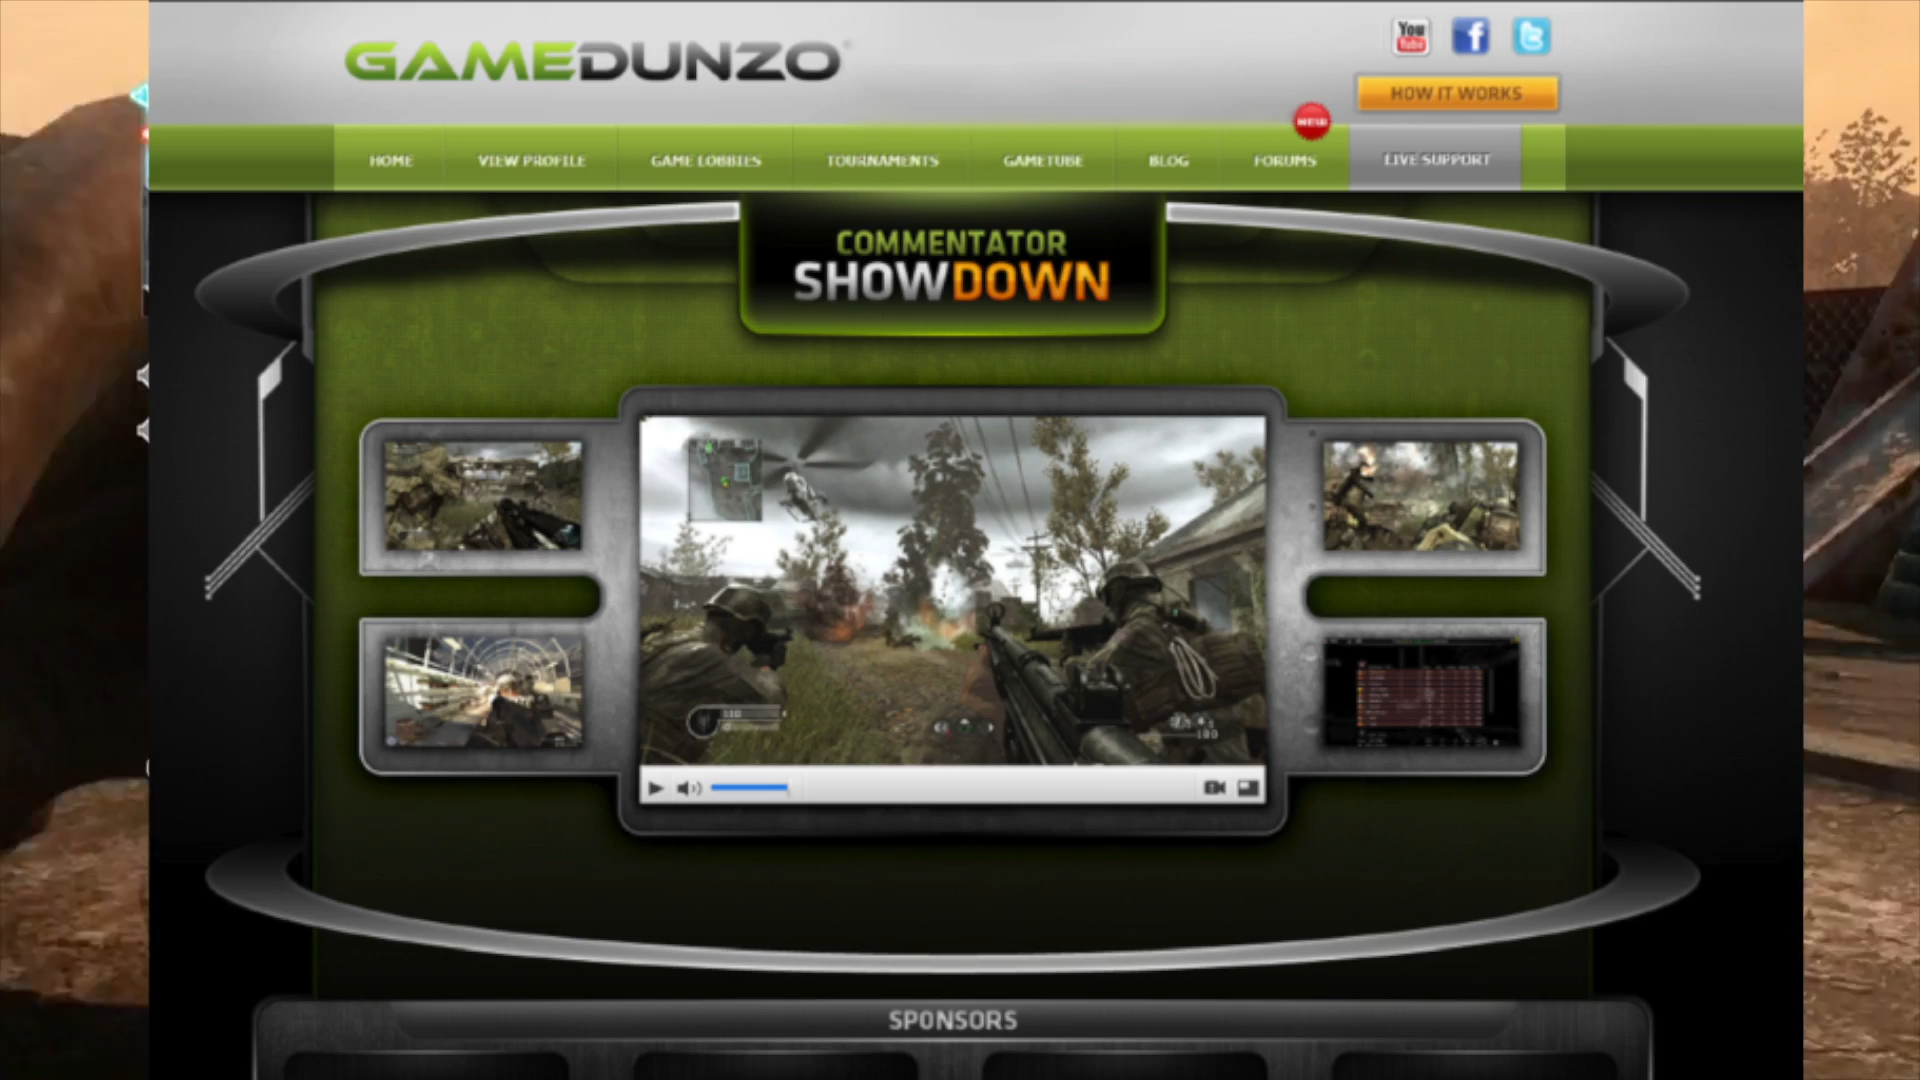 GAMEDUNZO
You
Tube
f
HOW IT WORKS
NEW
HOME
VIEW PROFILE
GAME LOBBIES
TOURNAMENTS
GAMETUBE
BLOG
FORUMS
LIVE SUPPORT
COMMENTATOR
SHOWDOWN
SPONSORS